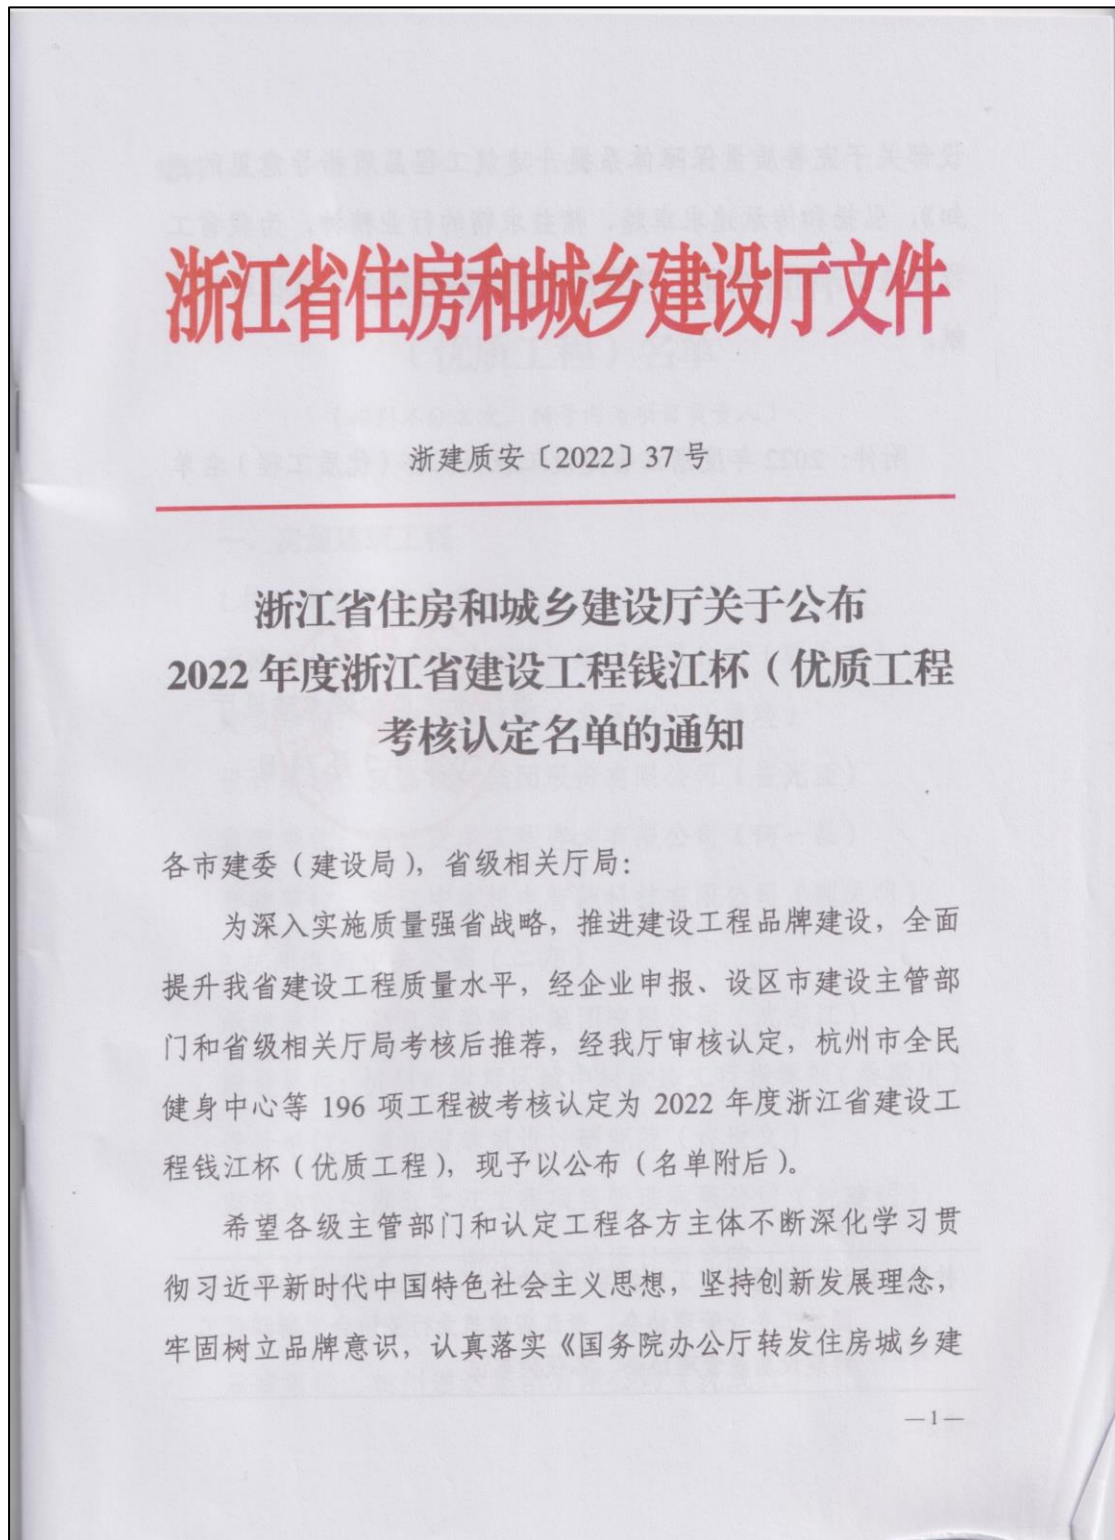 浙江省住房和城乡建设厅文件
浙建质安〔2022〕37号
浙江省住房和城乡建设厅关于公布
2022年度浙江省建设工程钱江杯（优质工程
考核认定名单的通知
各市建委（建设局），省级相关厅局：
为深入实施质量强省战略，推进建设工程品牌建设，全面
提升我省建设工程质量水平，经企业申报、设区市建设主管部
门和省级相关厅局考核后推荐，经我厅审核认定，杭州市全民
健身中心等 196 项工程被考核认定为 2022 年度浙江省建设工
程钱江杯（优质工程），现予以公布（名单附后）。
希望各级主管部门和认定工程各方主体不断深化学习贯
彻习近平新时代中国特色社会主义思想，坚持创新发展理念，
牢固树立品牌意识，认真落实《国务院办公厅转发住房城乡建
—1—